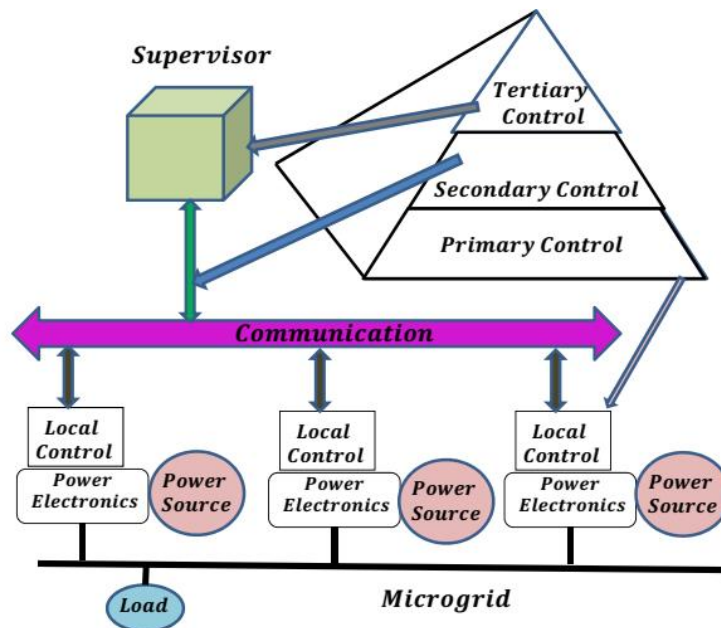 Supervisor
Tertiary
Control
Secondary Control
Primary Control
Communication
Local
Control
Power
Electronics
Power
Source
Local
Control
Power
Electronics
Power
Source
Local
Control
Power
Electronics
Power
Source
Load
Microgrid